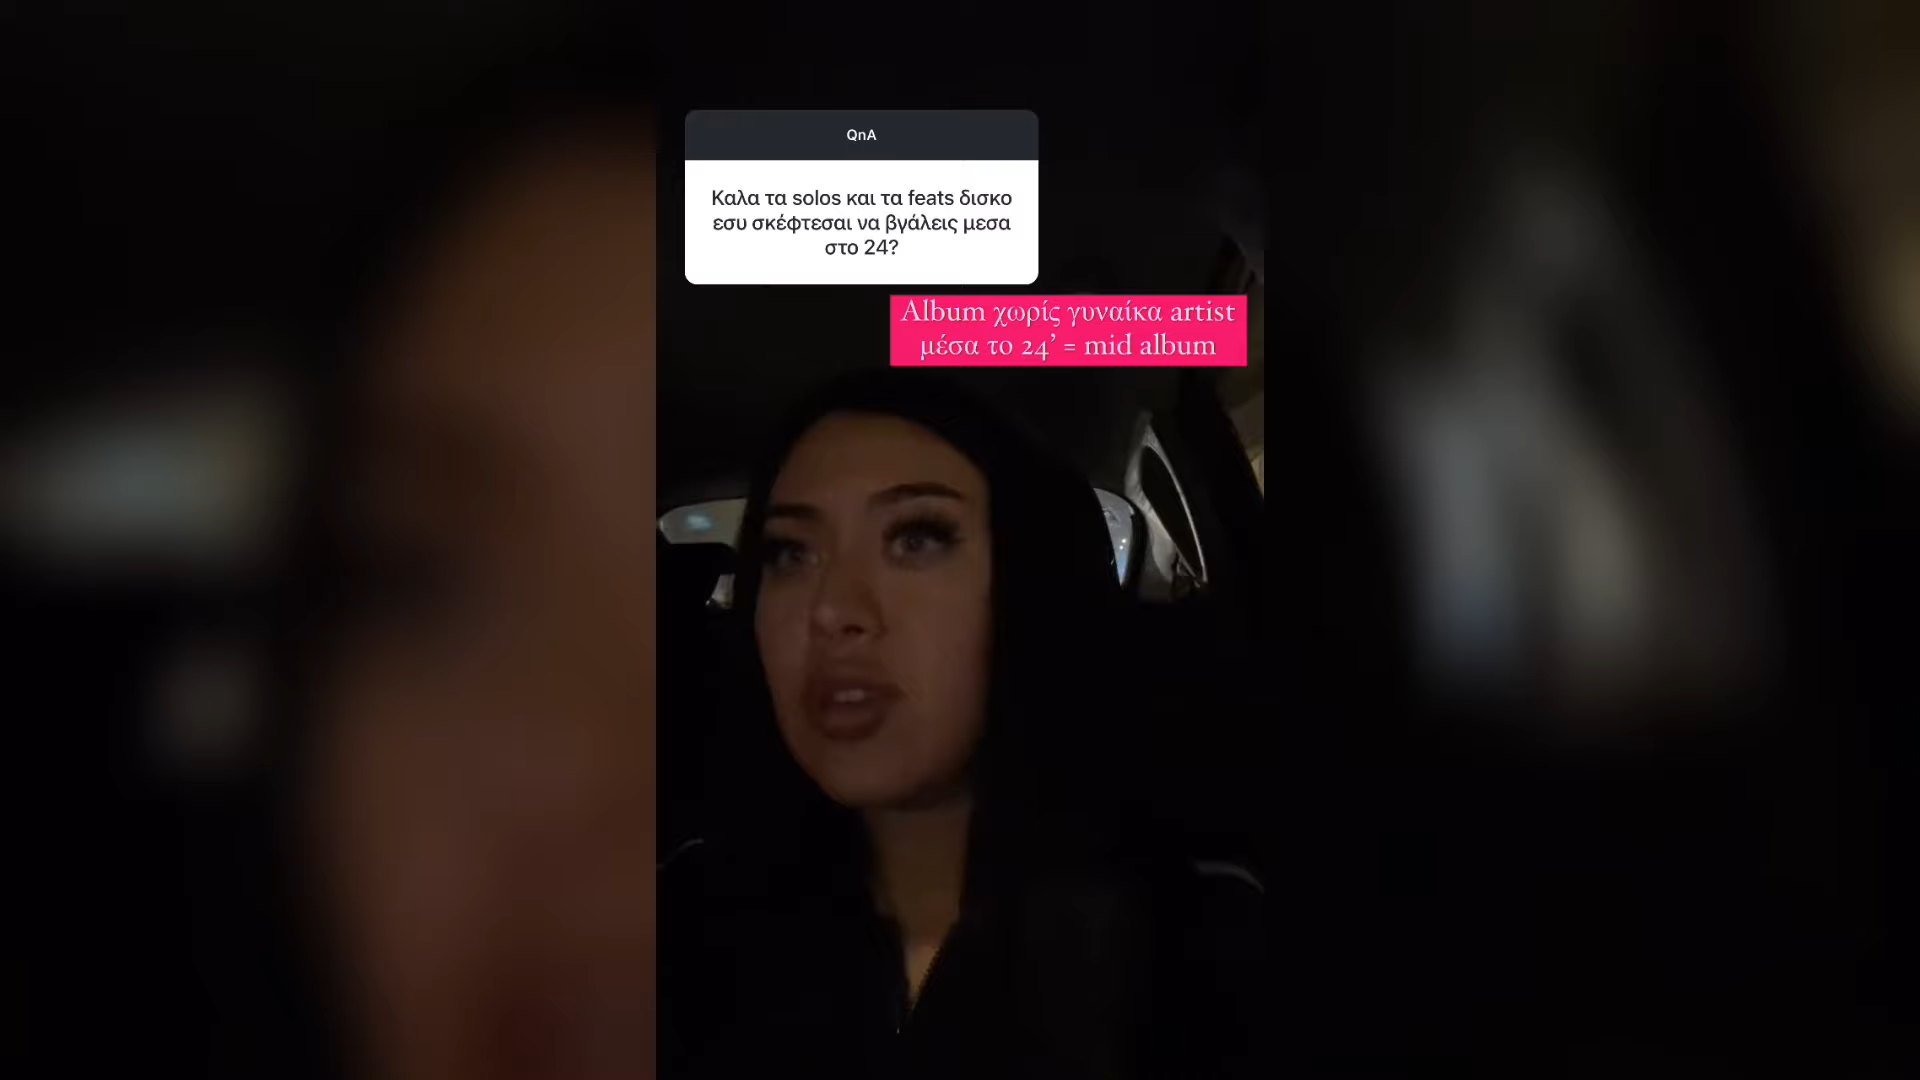 QnA
Καλα τα solos και τα feats δισκο
εσυ σκέφτεσαι να βγάλεις μεσα
στο 24?
Album χωρίς γυναίκα artist
μέσα το 24’ = mid album